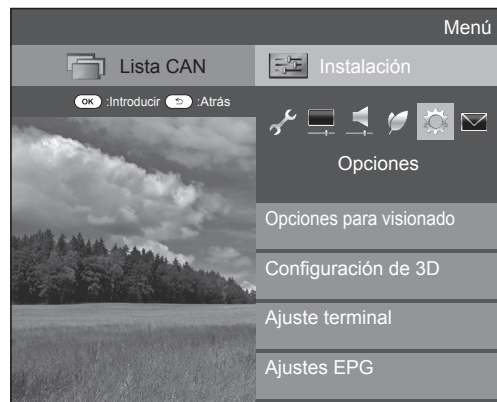 Menú
Lista CAN
Instalación
OK :Introducir :Atrás
Opciones
Opciones para visionado
Configuración de 3D
Ajuste terminal
Ajustes EPG